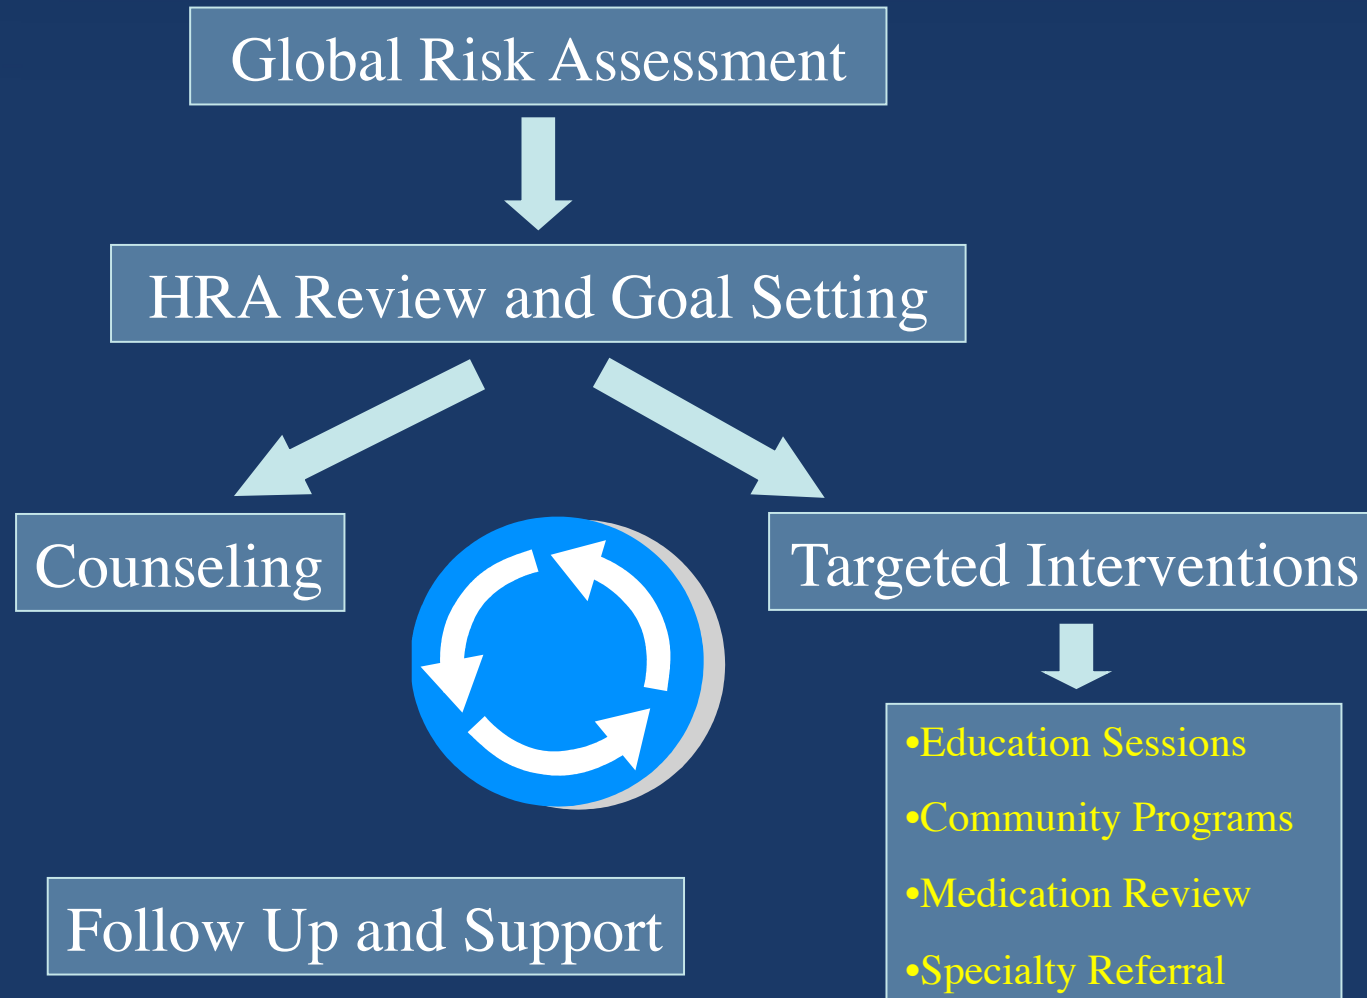 Global Risk Assessment
HRA Review and Goal Setting
Counseling
Targeted Interventions
•Education Sessions
•Community Programs
•Medication Review
•Specialty Referral
Follow Up and Support